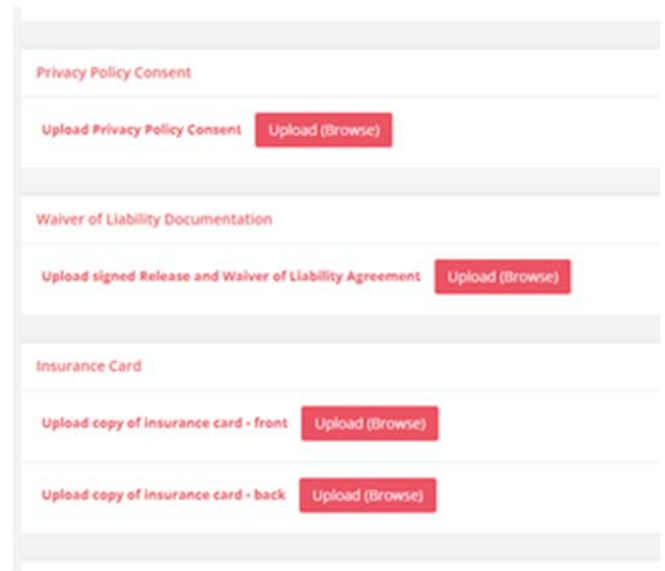 Privacy Policy Consent
Upload Privacy Policy Consent Upload (Browse)
Waiver of Liability Documentation
Upload signed Release and Waiver of Liability Agreement Upload (Browse)
Insurance Card
Upload copy of insurance card - front Upload (Browse)
Upload copy of insurance card - back Upload (Browse)